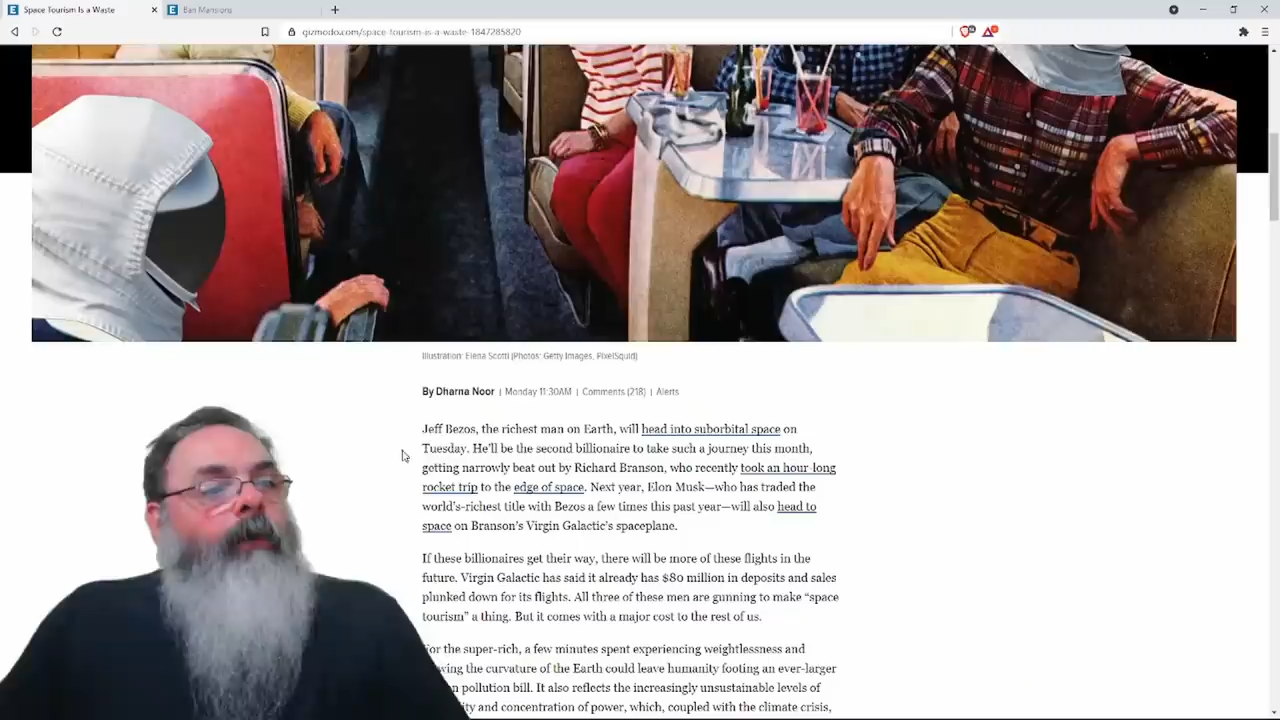 Space Tourism Is a Waste
Ban Mansions
gizmodo.com/space-tourism-is-a-waste-1847285820
Illustration: Elena Scotti (Photos: Getty Images, PixelSquid)
By Dharna Noor | Monday 11:30AM | Comments (218) | Alerts
Jeff Bezos, the richest man on Earth, will head into suborbital space on
Tuesday. He'll be the second billionaire to take such a journey this month,
getting narrowly beat out by Richard Branson, who recently took an hour-long
rocket trip to the edge of space. Next year, Elon Musk—who has traded the
world's-richest title with Bezos a few times this past year—will also head to
space on Branson's Virgin Galactic's spaceplane.
If these billionaires get their way, there will be more of these flights in the
future. Virgin Galactic has said it already has $80 million in deposits and sales
plunked down for its flights. All three of these men are gunning to make “space
tourism” a thing. But it comes with a major cost to the rest of us.
For the super-rich, a few minutes spent experiencing weightlessness and
the curvature of the Earth could leave humanity footing an ever-larger
pollution bill. It also reflects the increasingly unsustainable levels of
and concentration of power, which, coupled with the climate crisis,